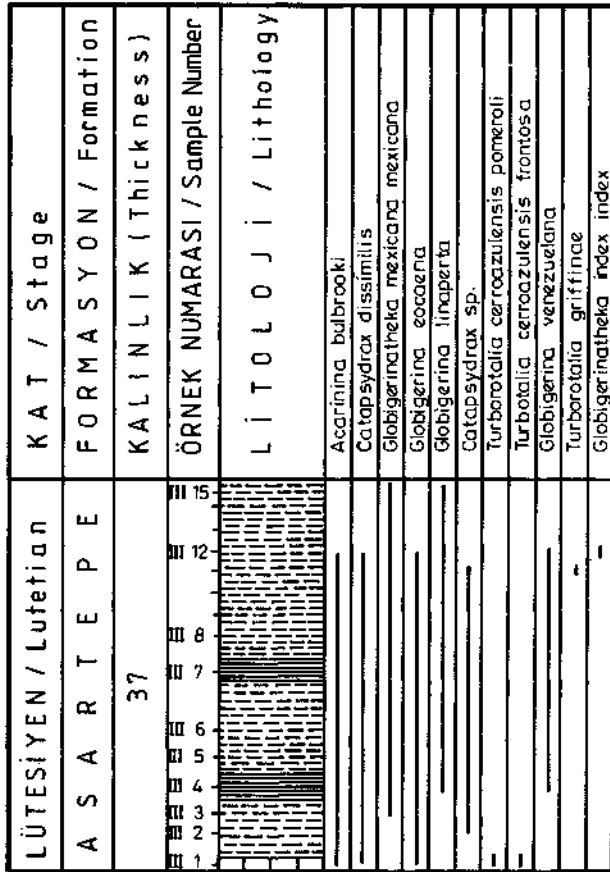 KAT / Stage
LÜTESİYEN / Lutetian
FORMASYON / Formation
ASARTEPE
KALINLIK (Thickness)
37
ÖRNEK NUMARASI / Sample Number
III 1
III 2
III 3
III 4
III 5
III 6
III 7
III 8
III 12
III 15
LİTOLOJİ / Lithology
Acarinina bulbrooki
Catapsydrax dissimilis
Globigerinatheka mexicana mexicana
Globigerina eocaena
Globigerina linaperta
Catapsydrax sp.
Turborotalia cerroazulensis pomeroli
Turbotalia cerroazulensis frontosa
Globigerina venezuelana
Turborotalia griffinae
Globigerinatheka index index